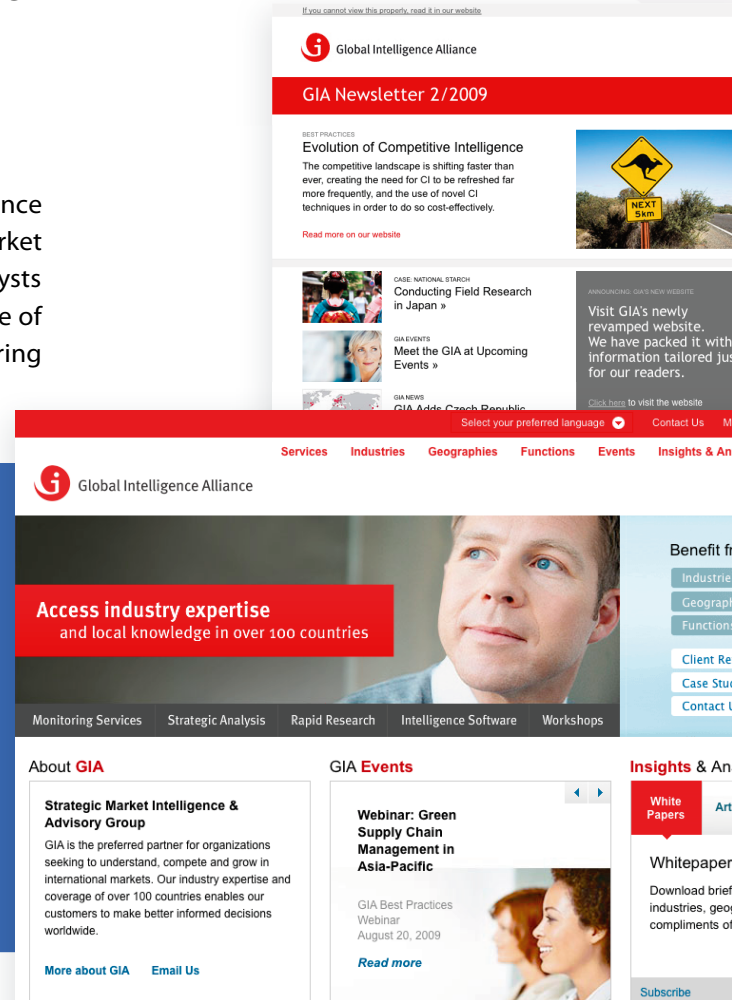 If you cannot view this properly, read it in our website
Global Intelligence Alliance
GIA Newsletter 2/2009
BEST PRACTICES
Evolution of Competitive Intelligence
The competitive landscape is shifting faster than
ever, creating the need for CI to be refreshed far
more frequently, and the use of novel CI
techniques in order to do so cost-effectively.
Read more on our website
NEXT
5km
CASE: NATIONAL STARCH
Conducting Field Research
in Japan »
GIA EVENTS
Meet the GIA at Upcoming
Events »
GIA NEWS
GIA Adds Czech Republic
ANNOUNCING: GIA'S NEW WEBSITE
Visit GIA's newly
revamped website.
We have packed it with
information tailored jus
for our readers.
Click here to visit the website
nce
rket
ysts
e of
ring
Select your preferred language
Contact Us
M
Services Industries Geographies Functions Events Insights & An
Global Intelligence Alliance
Access industry expertise
and local knowledge in over 100 countries
Benefit fr
Industrie
Geograph
Functions
Client Re
Case Stud
Contact U
Monitoring Services Strategic Analysis Rapid Research Intelligence Software Workshops
About GIA
Strategic Market Intelligence &
Advisory Group
GIA is the preferred partner for organizations
seeking to understand, compete and grow in
international markets. Our industry expertise and
coverage of over 100 countries enables our
customers to make better informed decisions
worldwide.
More about GIA Email Us
GIA Events
Webinar: Green
Supply Chain
Management in
Asia-Pacific
GIA Best Practices
Webinar
August 20, 2009
Read more
Insights & Ana
White
Papers
Art
Whitepaper
Download brief
industries, geog
compliments of
Subscribe